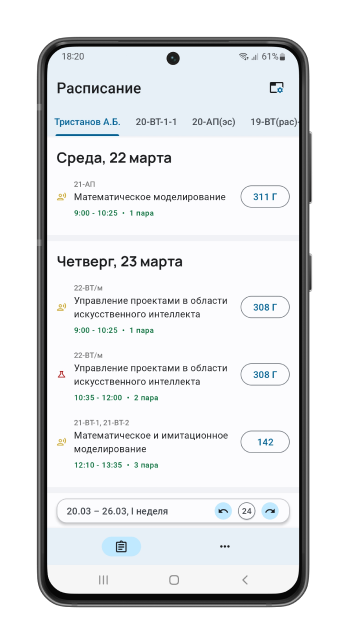 18:20
61%
Расписание
Тристанов А.Б. 20-ВТ-1-1 20-АП(эс) 19-ВТ(рас)-
Среда, 22 марта
21-АП
Математическое моделирование
311 Г
9:00 - 10:25 • 1 пара
Четверг, 23 марта
22-ВТ/м
Управление проектами в области
искусственного интеллекта
308 Г
9:00 - 10:25 • 1 пара
22-ВТ/м
Управление проектами в области
искусственного интеллекта
308 Г
10:35 - 12:00 • 2 пара
21-ВТ-1, 21-ВТ-2
Математическое и имитационное
моделирование
142
12:10 - 13:35 • 3 пара
20.03 – 26.03, I неделя
24